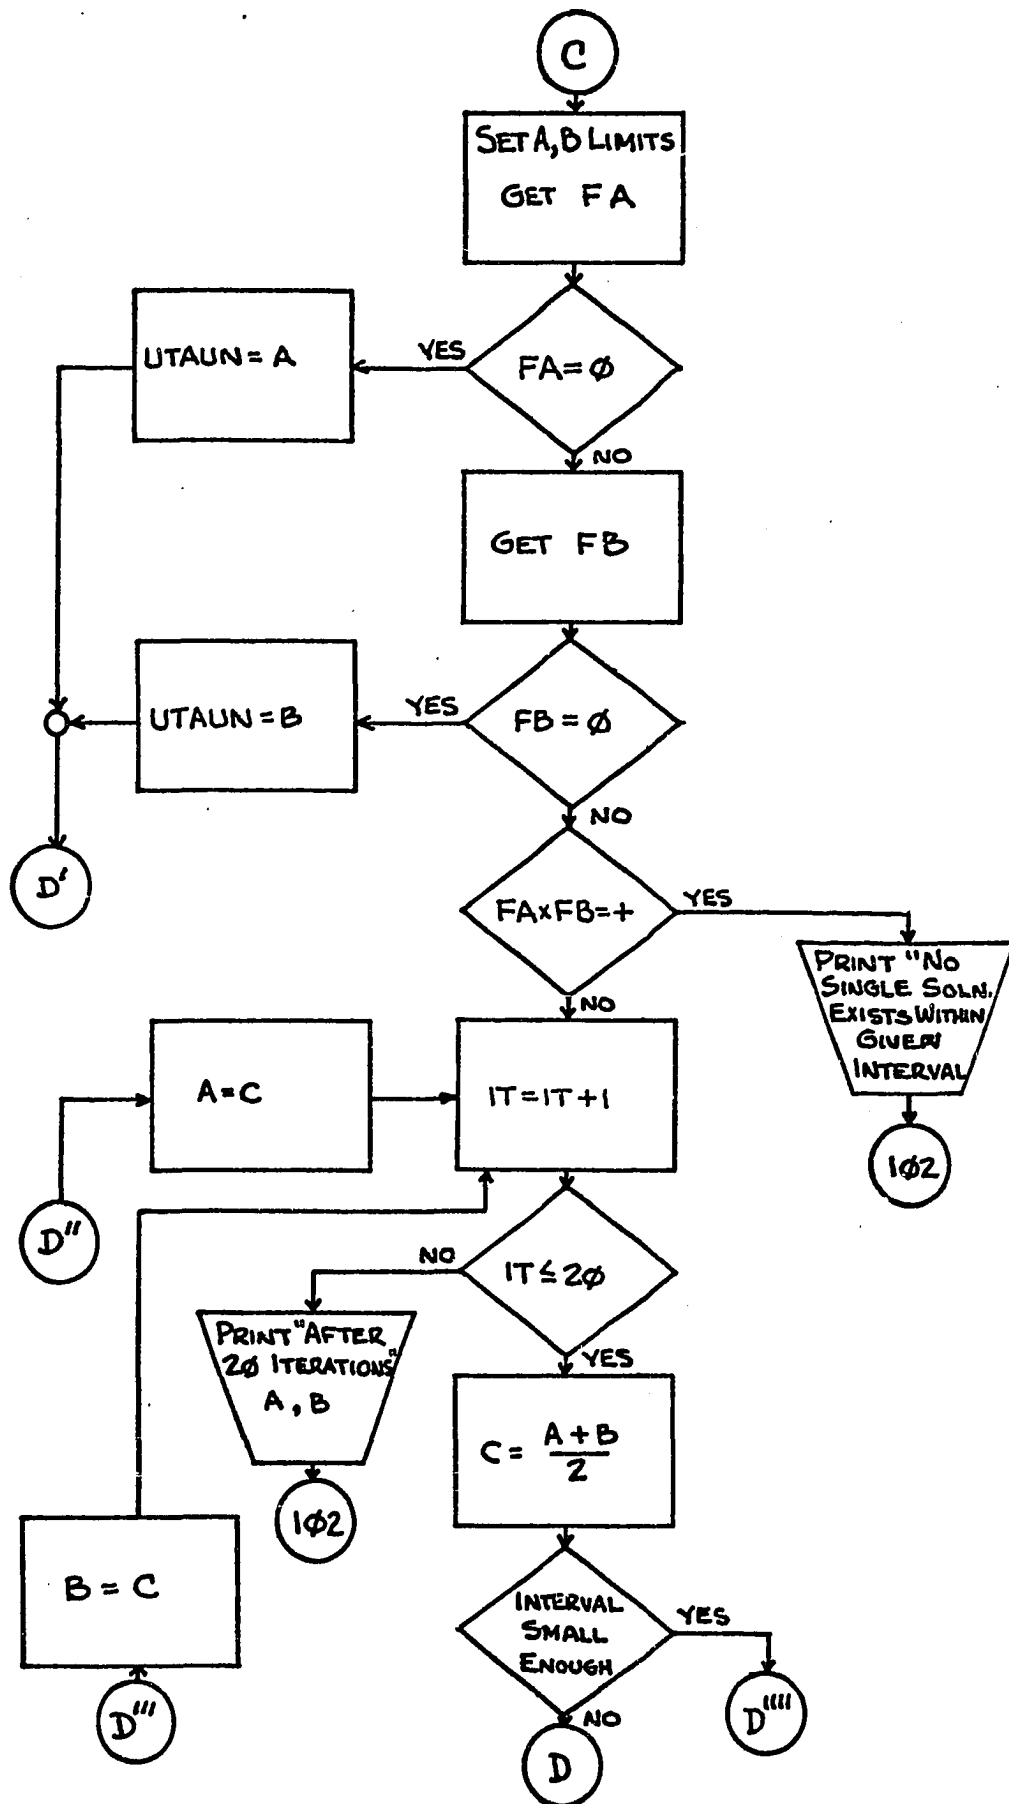 C
SET A, B LIMITS
GET FA
FA = Ø
YES
UTAUN = A
NO
GET FB
FB = Ø
YES
UTAUN = B
D'
NO
FA x FB = +
YES
PRINT "NO
SINGLE SOLN.
EXISTS WITHIN
GIVEN
INTERVAL
1Ø2
NO
IT = IT + 1
A = C
D"
IT ≤ 2Ø
NO
PRINT "AFTER
2Ø ITERATIONS"
A, B
1Ø2
YES
C = A + B
2
B = C
D'''
INTERVAL
SMALL
ENOUGH
YES
D''''
NO
D